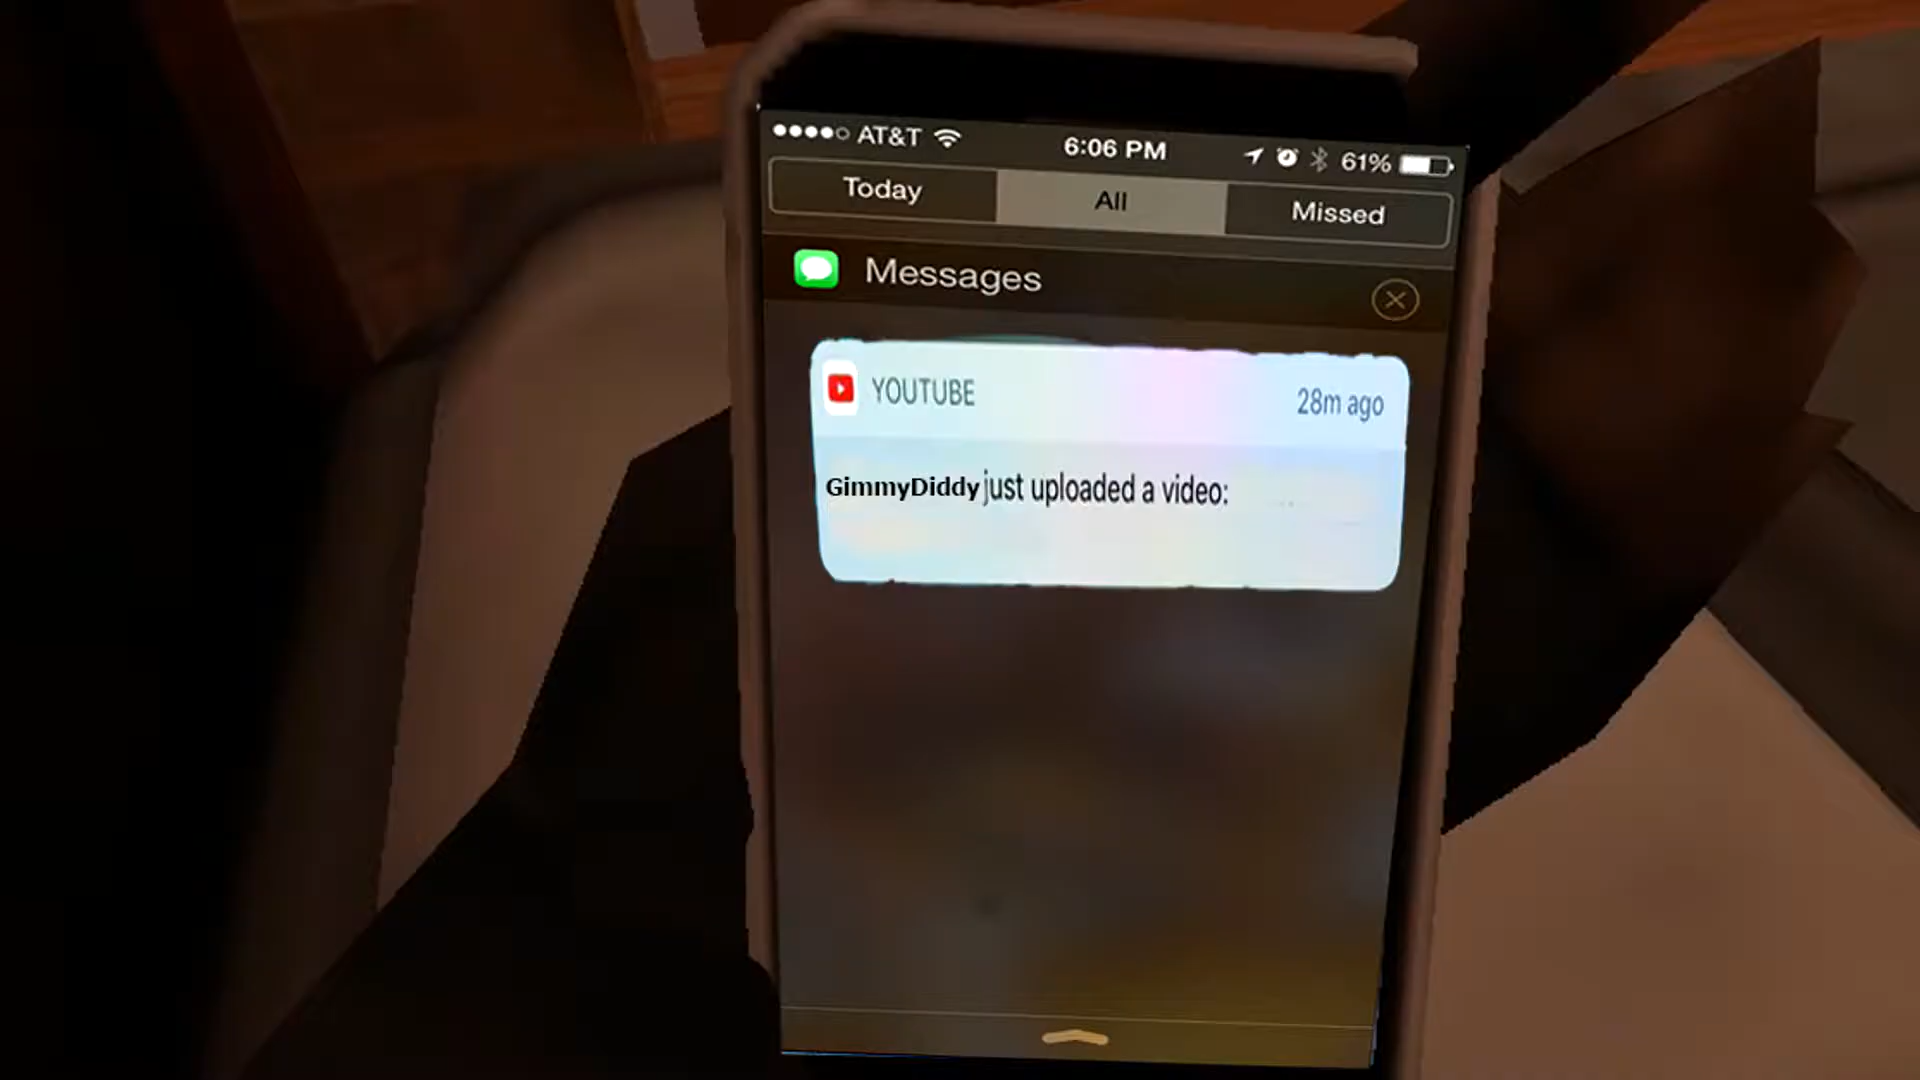 AT&T 6:06 PM 61%
Today All Missed
Messages
YOUTUBE 28m ago
GimmyDiddy just uploaded a video: